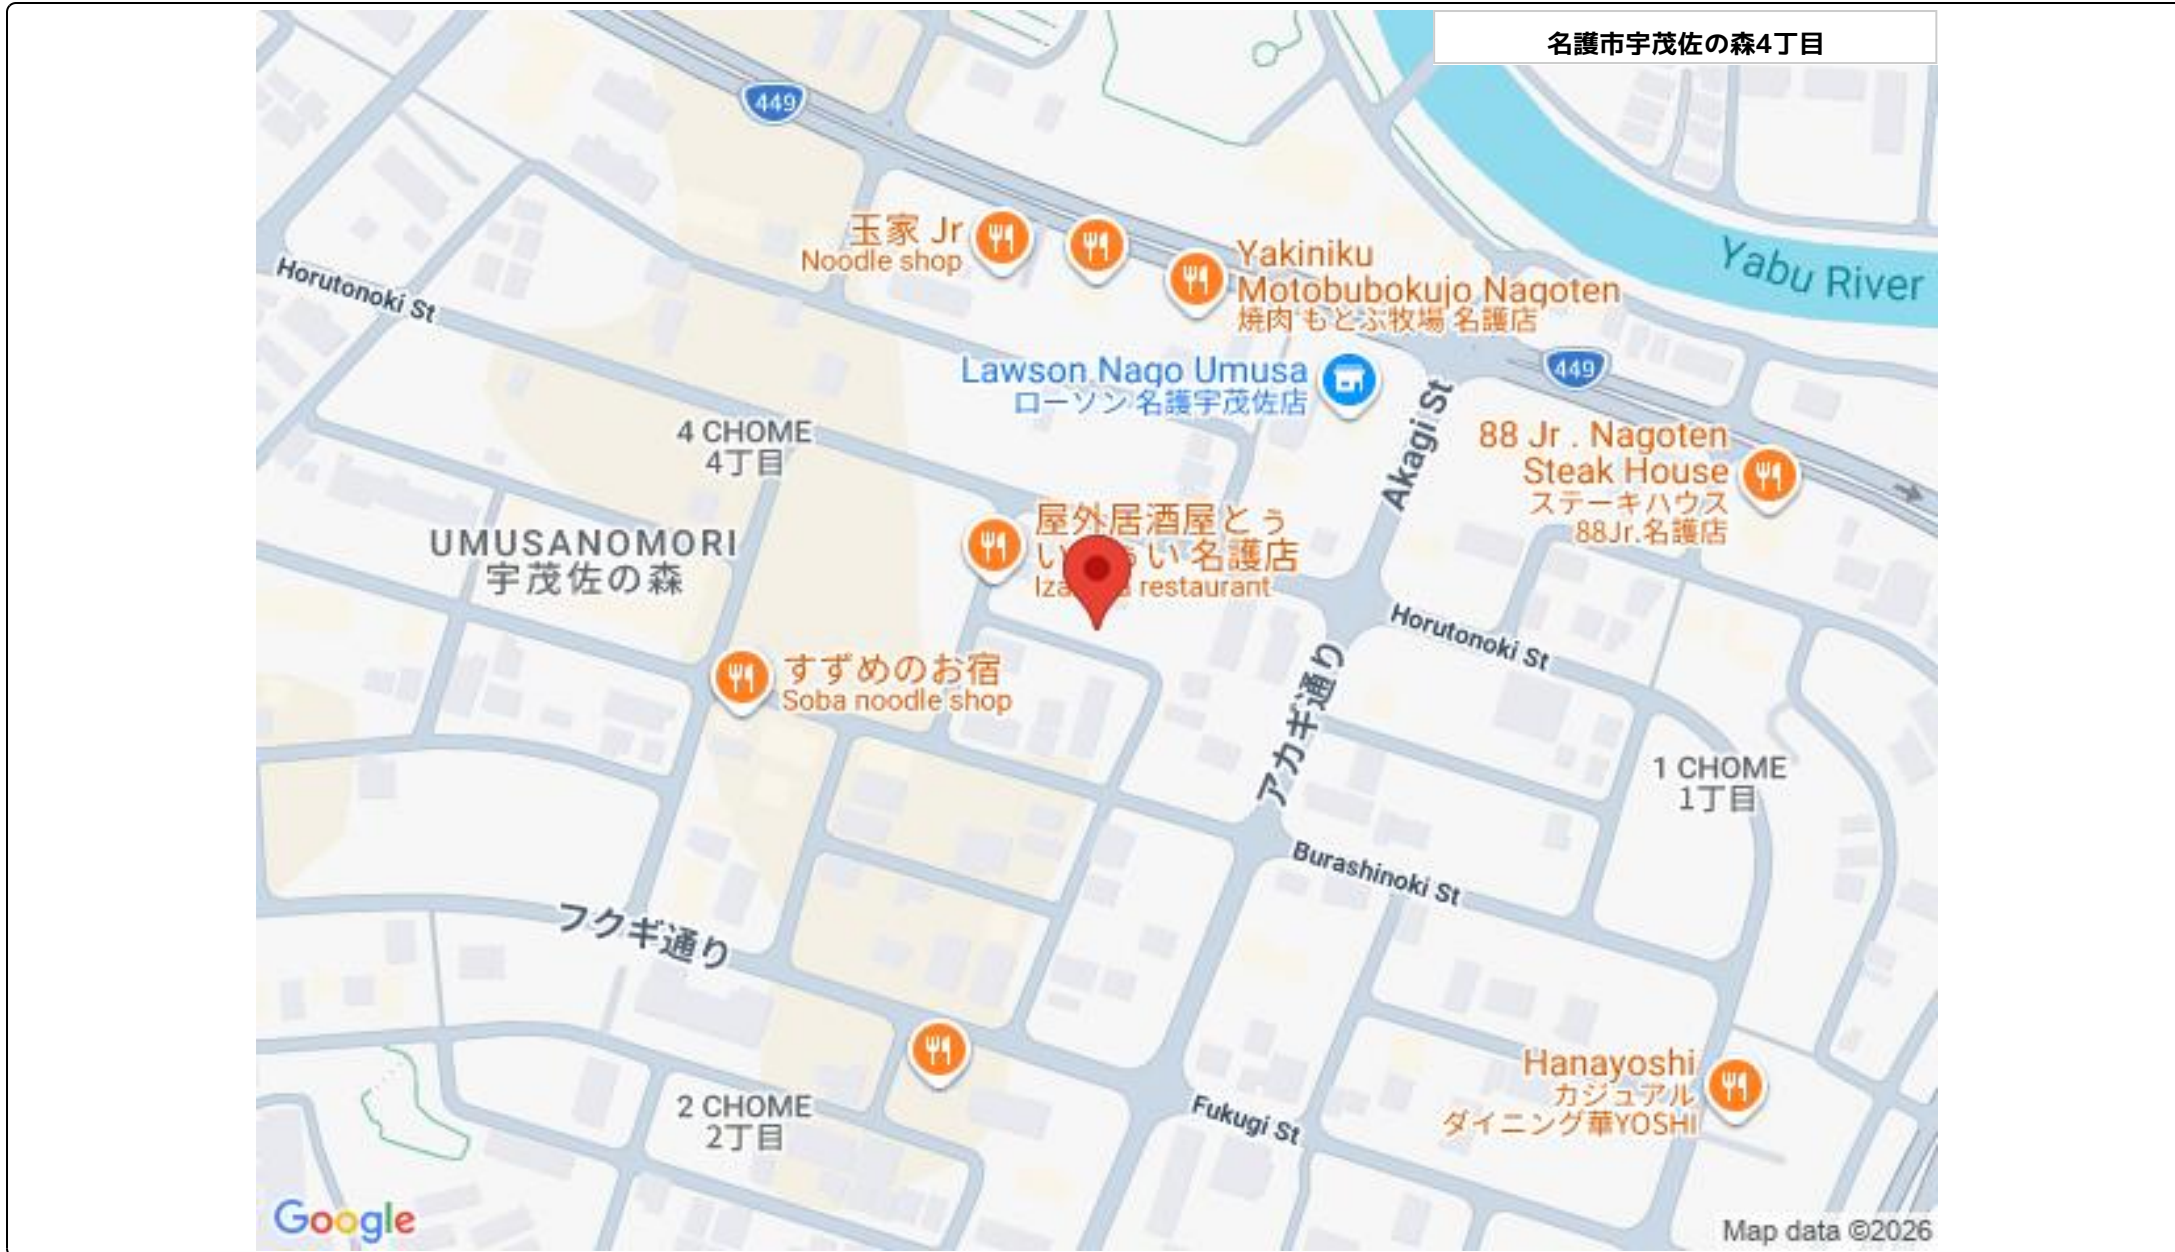 名護市宇茂佐の森4丁目
449
玉家 Jr
Noodle shop
Yakiniku
Motobubokujo Nagoten
焼肉 もとぶ牧場 名護店
Yabu River
Horutonoki St
Lawson Nago Umusa
ローソン 名護宇茂佐店
449
Akagi St
4 CHOME
4丁目
88 Jr . Nagoten
Steak House
ステーキハウス
88Jr.名護店
UMUSANOMORI
宇茂佐の森
屋外居酒屋とぅ
い 名護店
restaurant
Horutonoki St
すずめのお宿
Soba noodle shop
アカギ通り
1 CHOME
1丁目
Burashinoki St
フクギ通り
Hanayoshi
カジュアル
ダイニング華YOSHI
2 CHOME
2丁目
Fukugi St
Google
Map data ©2026